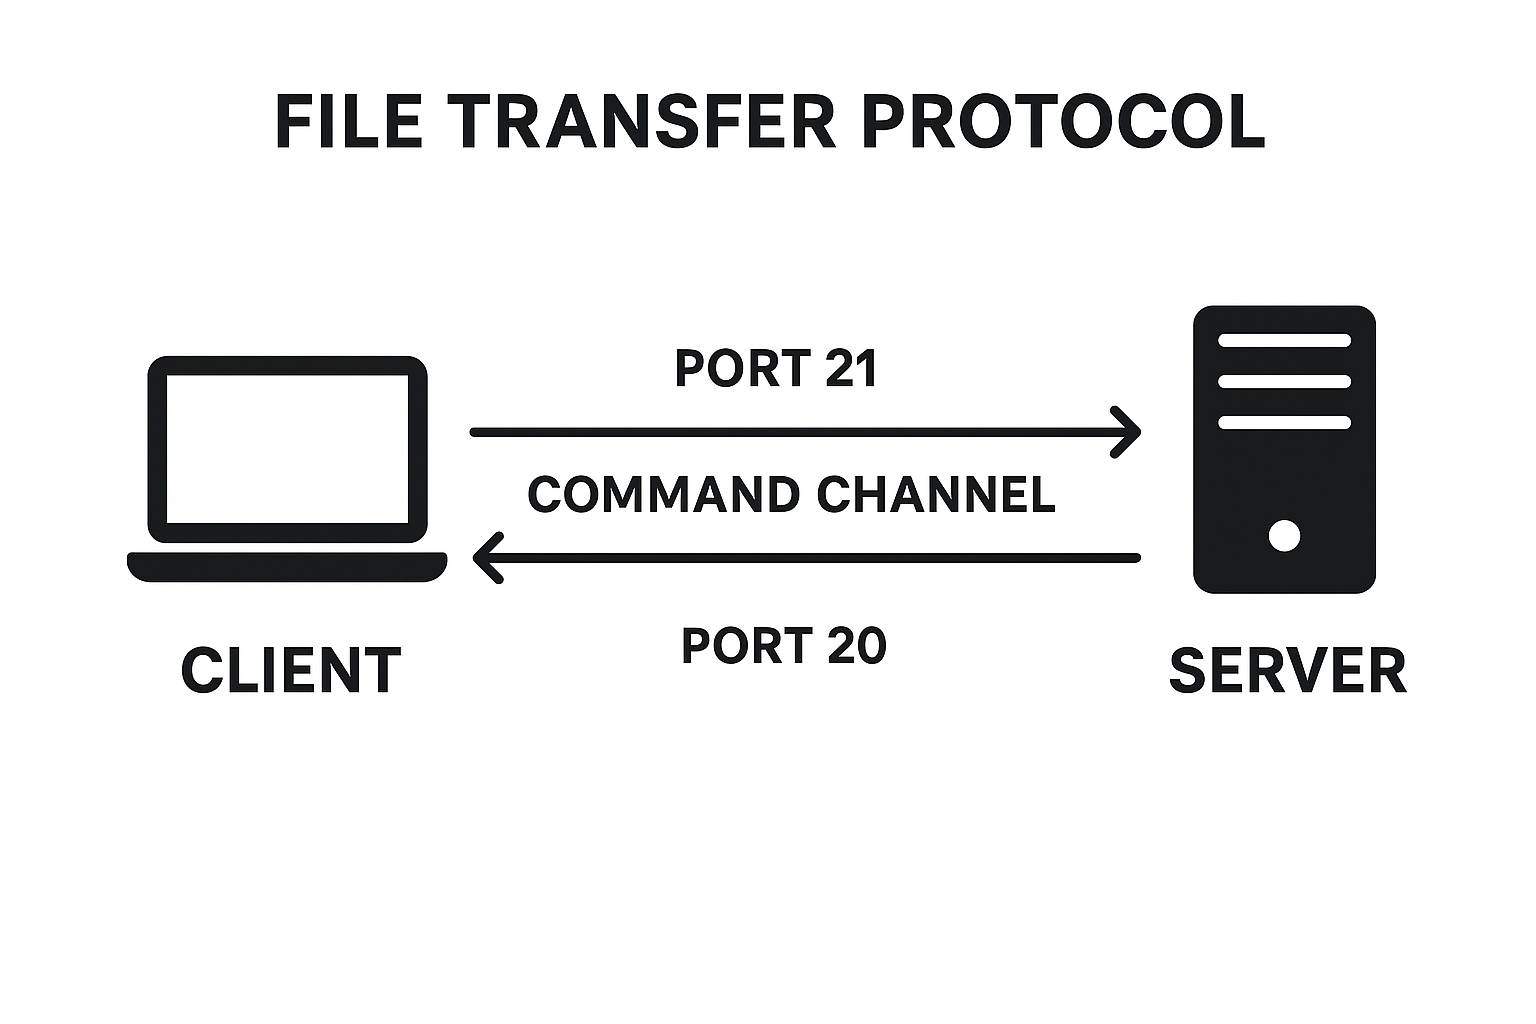 FILE TRANSFER PROTOCOL
PORT 21
COMMAND CHANNEL
PORT 20
CLIENT
SERVER